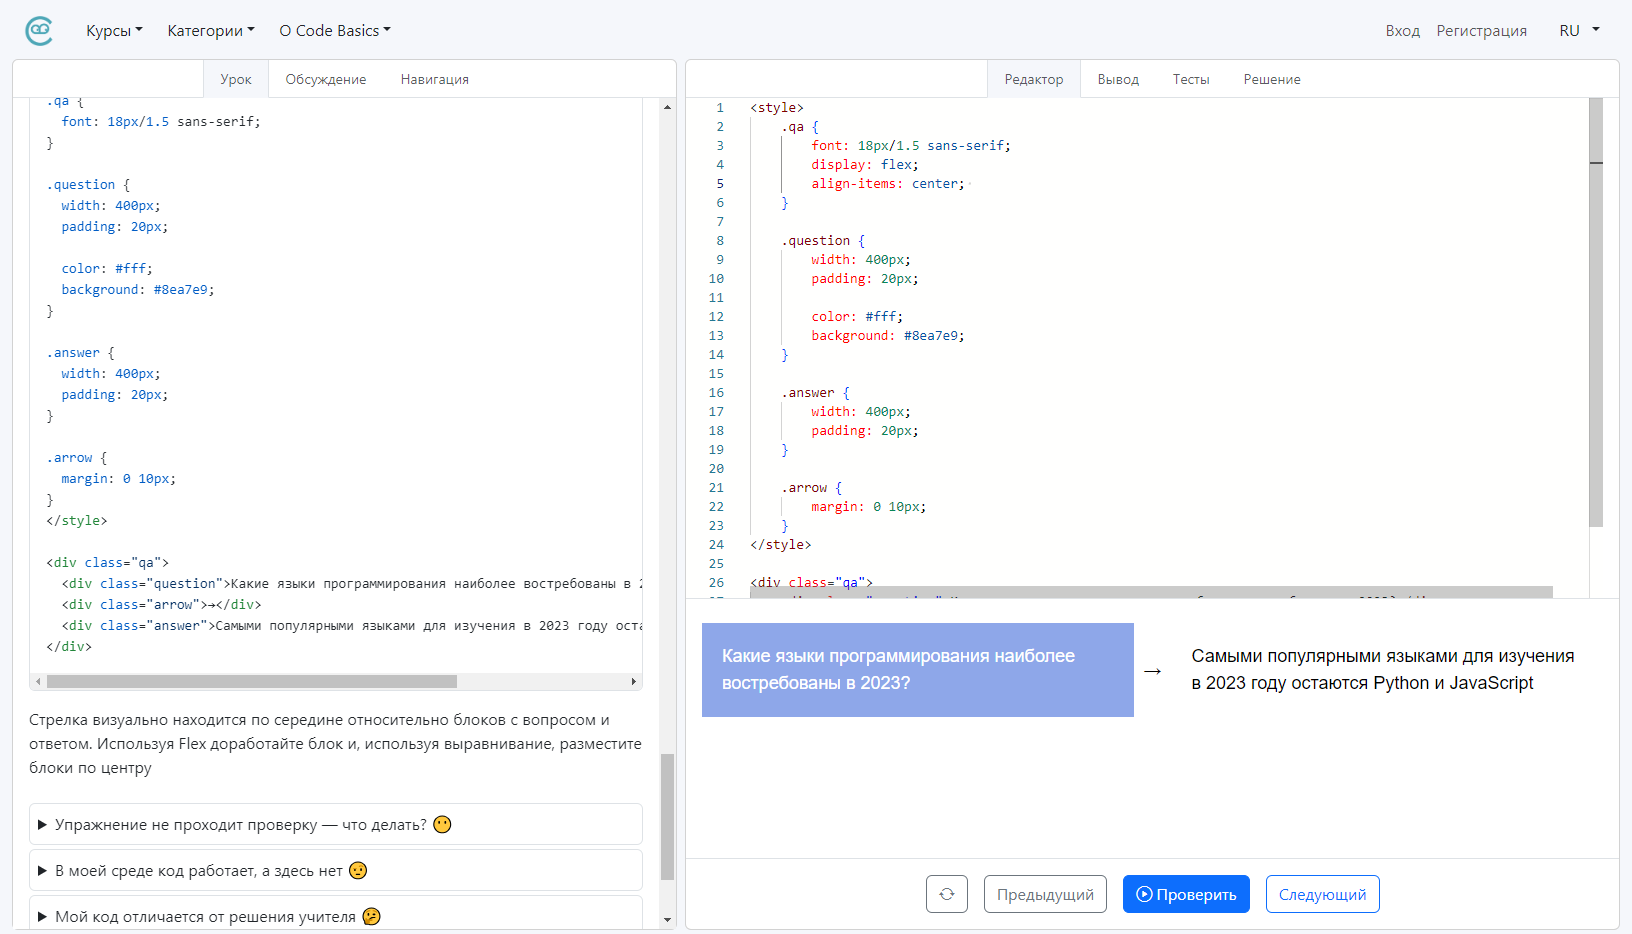 Курсы Категории О Code Basics Вход Регистрация RU
Урок Обсуждение Навигация
.qa {
font: 18px/1.5 sans-serif;
}
.question {
width: 400px;
padding: 20px;
color: #fff;
background: #8ea7e9;
}
.answer {
width: 400px;
padding: 20px;
}
.arrow {
margin: 0 10px;
}
</style>
<div class="qa">
<div class="question">Какие языки программирования наиболее востребованы в
<div class="arrow">→</div>
<div class="answer">Самыми популярными языками для изучения в 2023 году
</div>
Стрелка визуально находится по середине относительно блоков с вопросом и
ответом. Используя Flex доработайте блок и, используя выравнивание, разместите
блоки по центру
Упражнение не проходит проверку — что делать? 😶
В моей среде код работает, а здесь нет 🤨
Мой код отличается от решения учителя 🤔
Редактор Вывод Тесты Решение
1 <style>
2 .qa {
3 font: 18px/1.5 sans-serif;
4 display: flex;
5 align-items: center;
6 }
7
8 .question {
9 width: 400px;
10 padding: 20px;
11
12 color: #fff;
13 background: #8ea7e9;
14 }
15
16 .answer {
17 width: 400px;
18 padding: 20px;
19 }
20
21 .arrow {
22 margin: 0 10px;
23 }
24 </style>
25
26 <div class="qa">
Какие языки программирования наиболее
востребованы в 2023?
→
Самыми популярными языками для изучения
в 2023 году остаются Python и JavaScript
Предыдущий Проверить Следующий